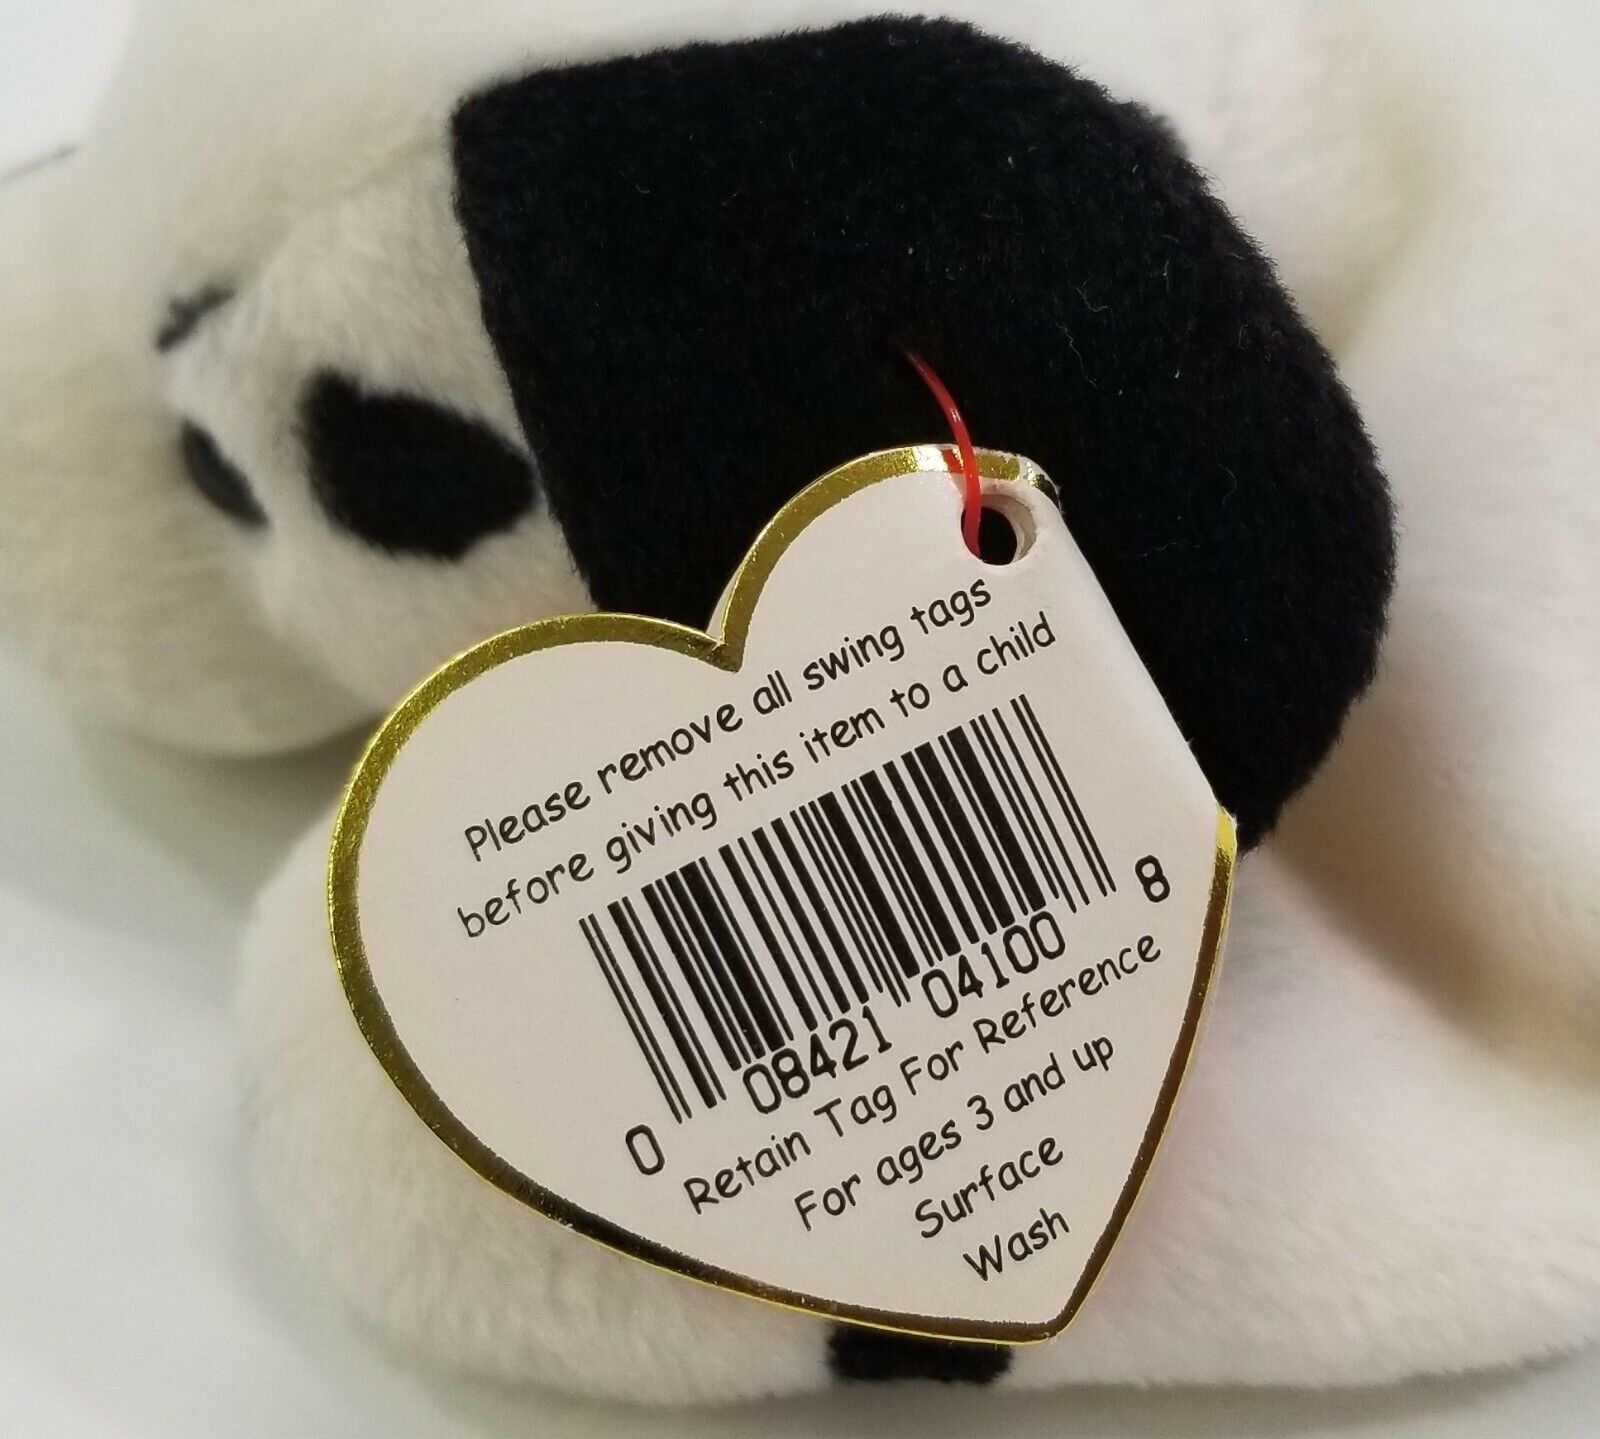 Please remove all swing tags
before giving this item to a child
0 08421 04100 8
Retain Tag For Reference
For ages 3 and up
Surface
Wash